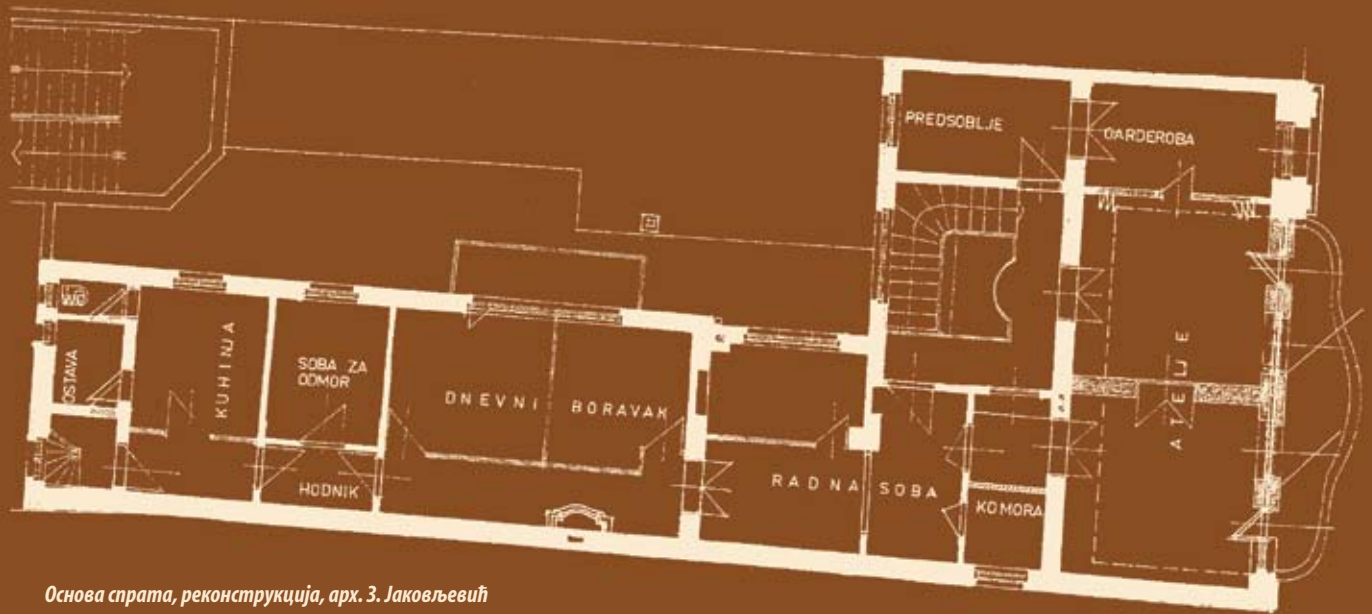 PREDSOBLJE
GARDEROBA
WC
OSTAVA
KUHINJA
SOBA ZA
ODMOR
HODNIK
DNEVNI BORAVAK
RADNA SOBA
KOMORA
ATELJE
Основа спрата, реконструкција, арх. З. Јаковљевић